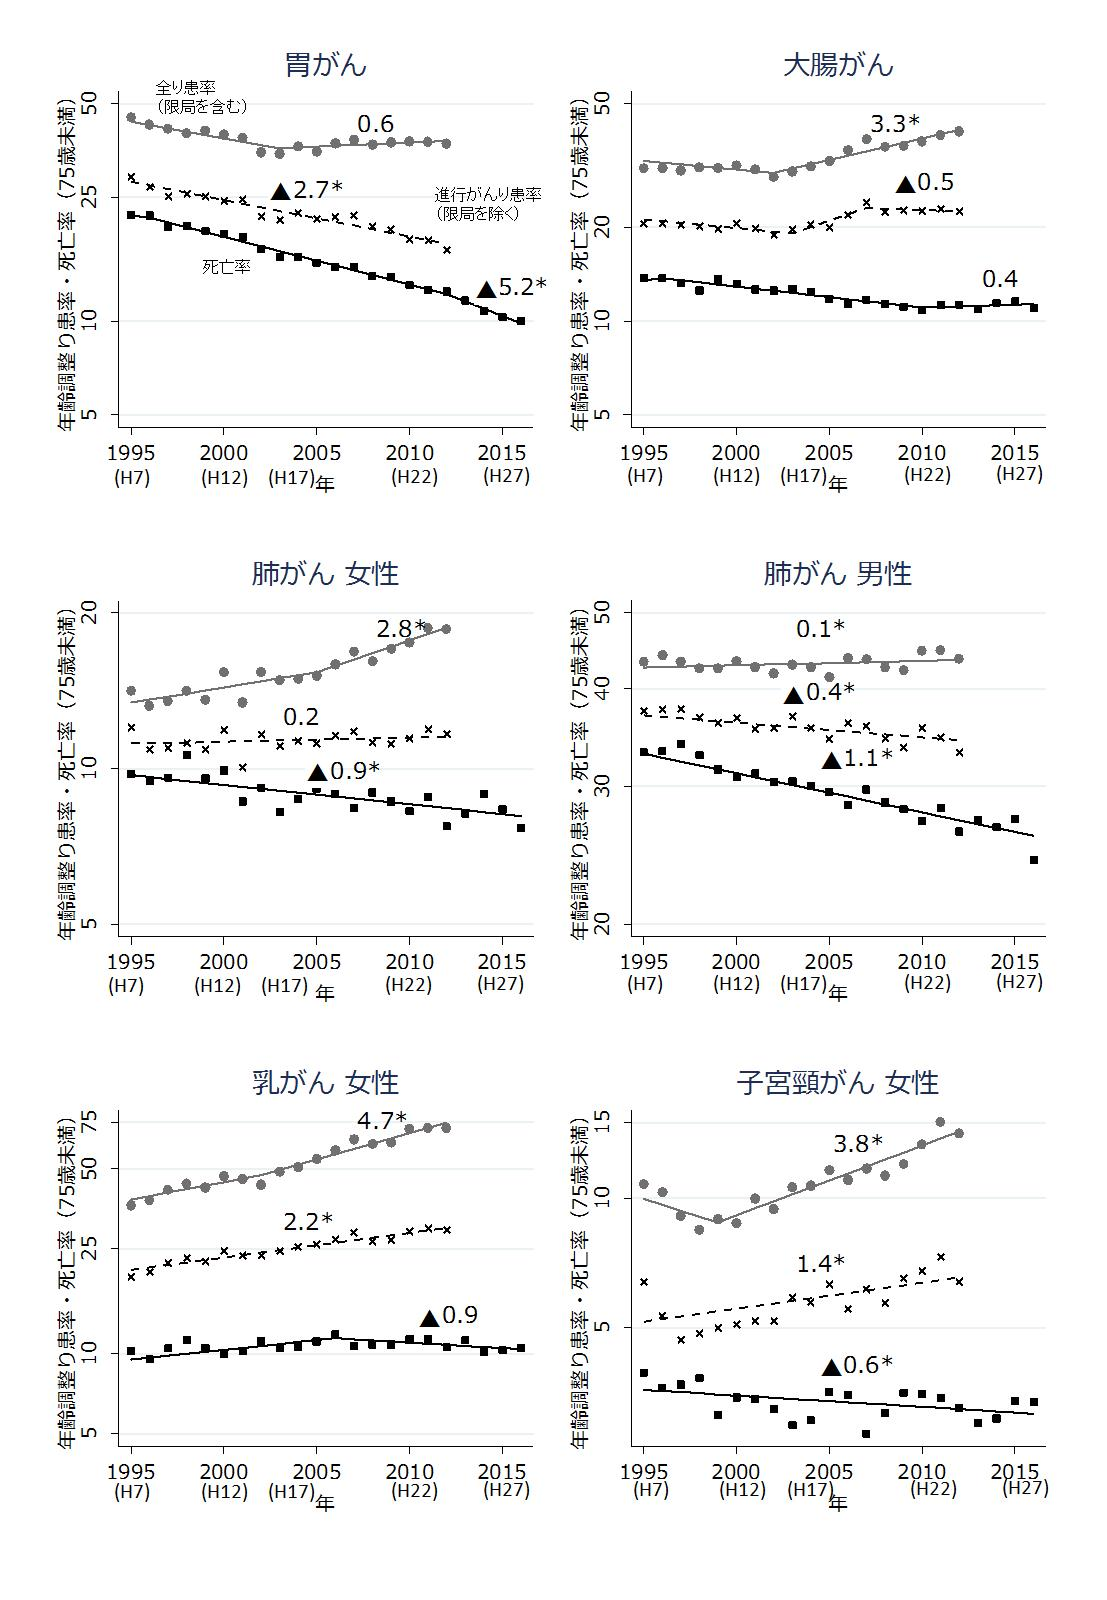 胃がん
全り患率
（限局を含む）
0.6
▲2.7*
進行がんり患率
（限局を除く）
死亡率
▲5.2*
年齢調整り患率・死亡率（75歳未満）
50
25
10
5
1995 2000 2005 2010 2015
(H7) (H12) (H17) 年 (H22) (H27)
大腸がん
3.3*
▲0.5
0.4
年齢調整り患率・死亡率（75歳未満）
50
20
10
5
1995 2000 2005 2010 2015
(H7) (H12) (H17) 年 (H22) (H27)
肺がん 女性
2.8*
0.2
▲0.9*
年齢調整り患率・死亡率（75歳未満）
20
10
5
1995 2000 2005 2010 2015
(H7) (H12) (H17) 年 (H22) (H27)
肺がん 男性
0.1*
▲0.4*
▲1.1*
年齢調整り患率・死亡率（75歳未満）
50
40
30
20
1995 2000 2005 2010 2015
(H7) (H12) (H17) 年 (H22) (H27)
乳がん 女性
4.7*
2.2*
▲0.9
年齢調整り患率・死亡率（75歳未満）
75
50
25
10
5
1995 2000 2005 2010 2015
(H7) (H12) (H17) 年 (H22) (H27)
子宮頸がん 女性
3.8*
1.4*
▲0.6*
年齢調整り患率・死亡率（75歳未満）
15
10
5
1995 2000 2005 2010 2015
(H7) (H12) (H17) 年 (H22) (H27)